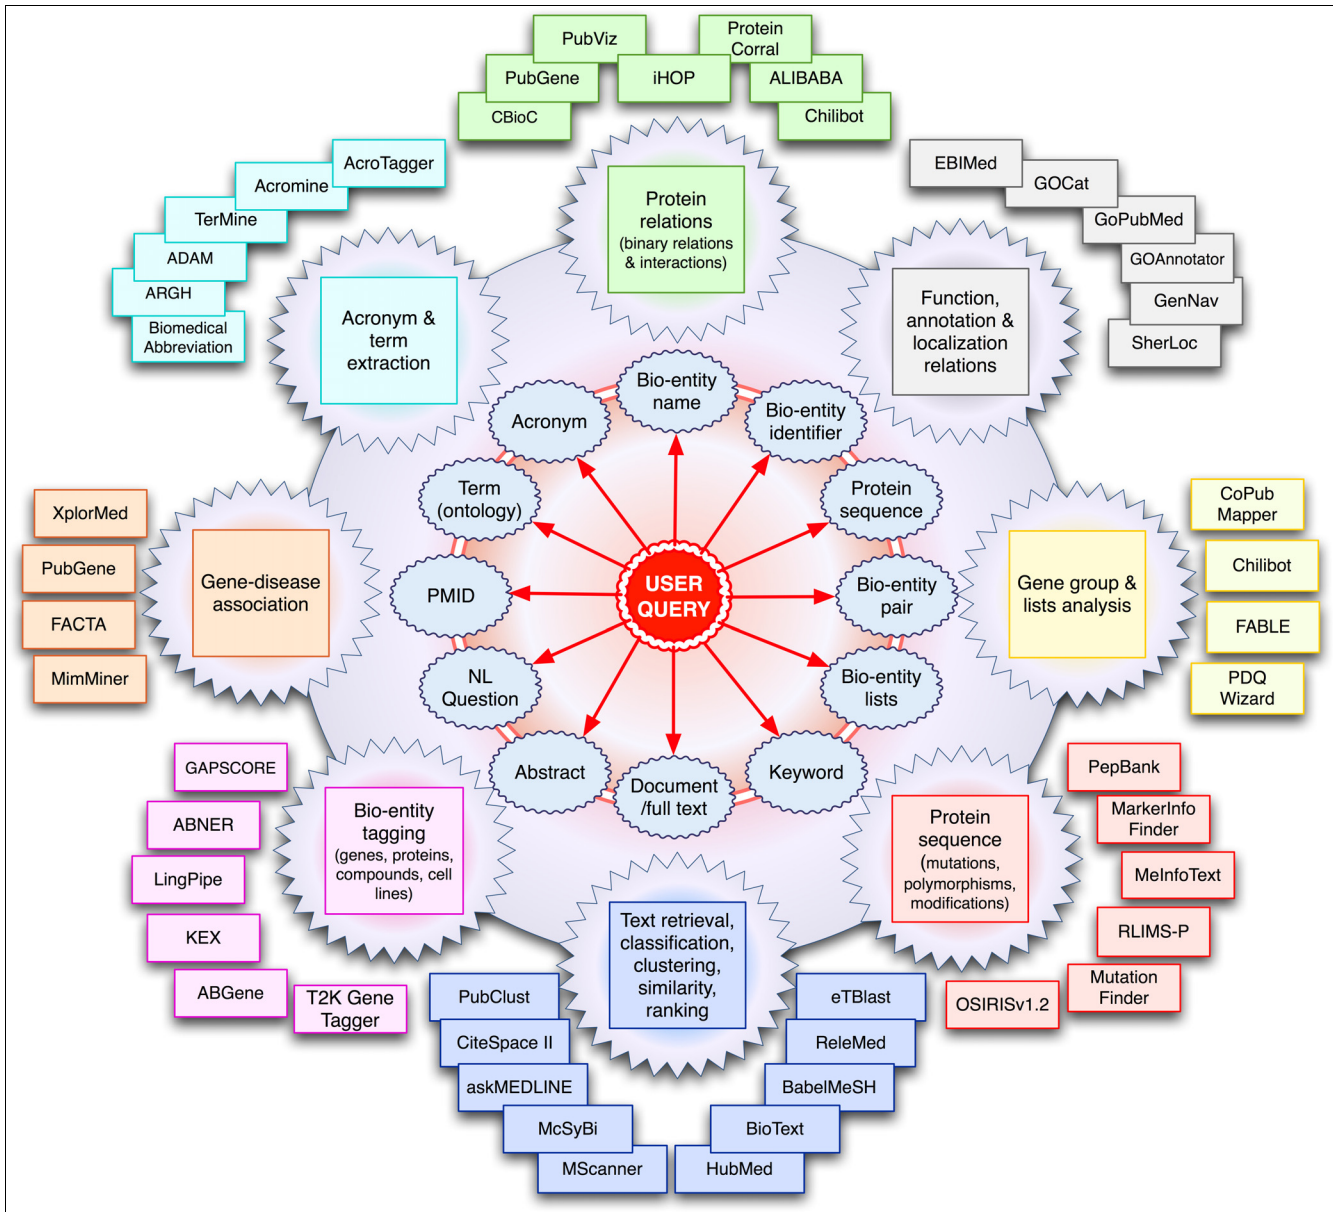 PubViz
Protein
Corral
PubGene
iHOP
ALIBABA
CBioC
Chilibot
AcroTagger
Acromine
TerMine
ADAM
ARGH
Biomedical
Abbreviation
EBIMed
GOCat
GoPubMed
GOAnnotator
GenNav
SherLoc
Protein
relations
(binary relations
& interactions)
Acronym &
term
extraction
Function,
annotation &
localization
relations
Bio-entity
name
Acronym
Bio-entity
identifier
Term
(ontology)
Protein
sequence
PMID
USER
QUERY
Bio-entity
pair
NL
Question
Bio-entity
lists
Abstract
Document
/full text
Keyword
XplorMed
PubGene
FACTA
MimMiner
Gene-disease
association
Gene group &
lists analysis
CoPub
Mapper
Chilibot
FABLE
PDQ
Wizard
GAPSCORE
ABNER
LingPipe
KEX
ABGene
T2K Gene
Tagger
Bio-entity
tagging
(genes, proteins,
compounds, cell
lines)
Protein
sequence
(mutations,
polymorphisms,
modifications)
PepBank
MarkerInfo
Finder
MeInfoText
RLIMS-P
Mutation
Finder
OSIRISv1.2
Text retrieval,
classification,
clustering,
similarity,
ranking
PubClust
CiteSpace II
askMEDLINE
McSyBi
MScanner
eTBlast
ReleMed
BabelMeSH
BioText
HubMed